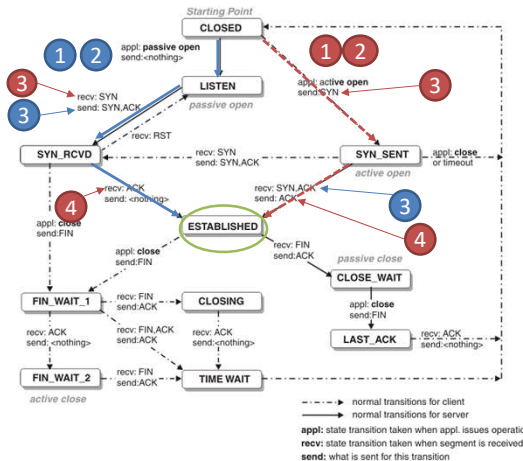 Starting Point
CLOSED
1 2
appl: passive open
send:<nothing>
1 2
3
recv: SYN
send: SYN,ACK
3
LISTEN
passive open
appl: active open
send:SYN
3
recv: RST
SYN_RCVD
recv: SYN
send: SYN,ACK
SYN_SENT
active open
appl: close
or timeout
4
recv: ACK
send: <nothing>
recv: SYN,ACK
send: ACK
3
4
appl: close
send:FIN
ESTABLISHED
appl: close
send:FIN
recv: FIN
send:ACK
passive close
CLOSE_WAIT
FIN_WAIT_1
recv: FIN
send:ACK
CLOSING
appl: close
send:FIN
recv: ACK
send: <nothing>
recv: FIN,ACK
send: ACK
recv: ACK
send:<nothing>
LAST_ACK
recv: ACK
send:<nothing>
FIN_WAIT_2
recv: FIN
send:ACK
TIME WAIT
active close
normal transitions for client
normal transitions for server
appl: state transition taken when appl. issues operatio
recv: state transition taken when segment is received
send: what is sent for this transition